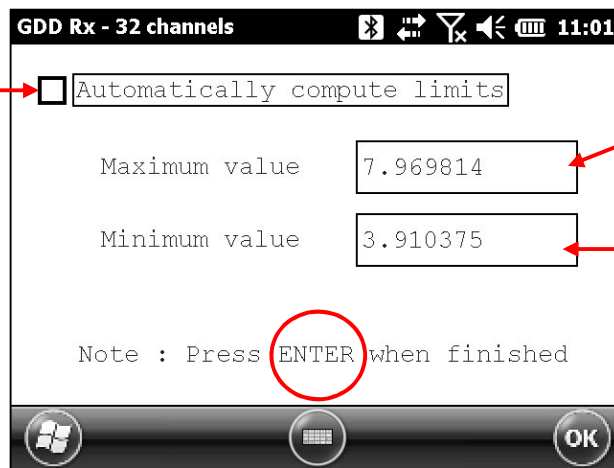 GDD Rx - 32 channels 11:01
Automatically compute limits
Maximum value 7.969814
Minimum value 3.910375
Note : Press ENTER when finished
OK